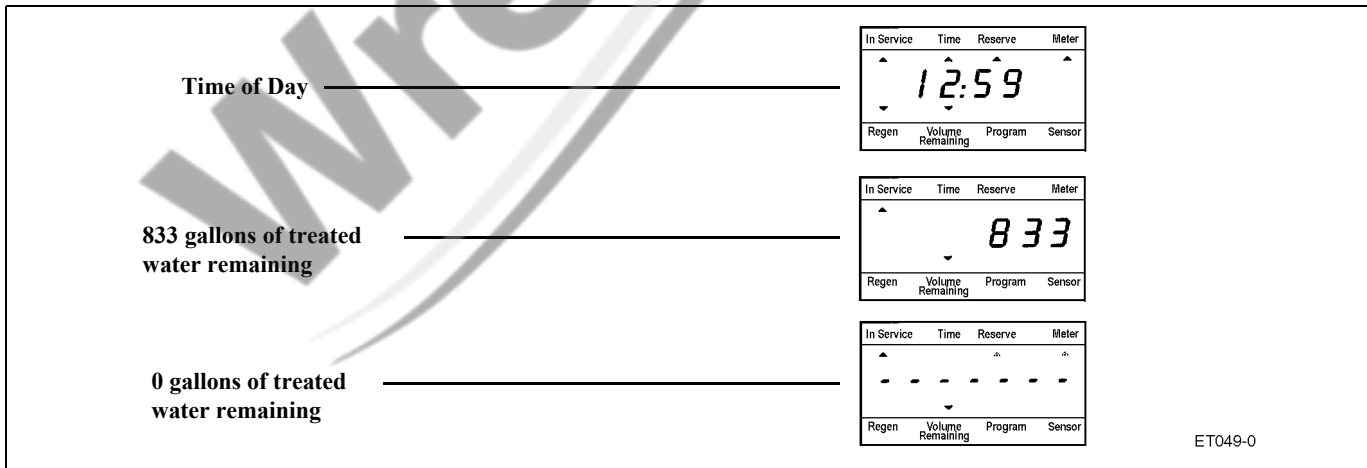 In Service Time Reserve Meter
Time of Day
12:59
Regen Volume Remaining Program Sensor
In Service Time Reserve Meter
833 gallons of treated
water remaining
833
Regen Volume Remaining Program Sensor
In Service Time Reserve Meter
0 gallons of treated
water remaining
- - - - - - -
Regen Volume Remaining Program Sensor
ET049-0
Wre